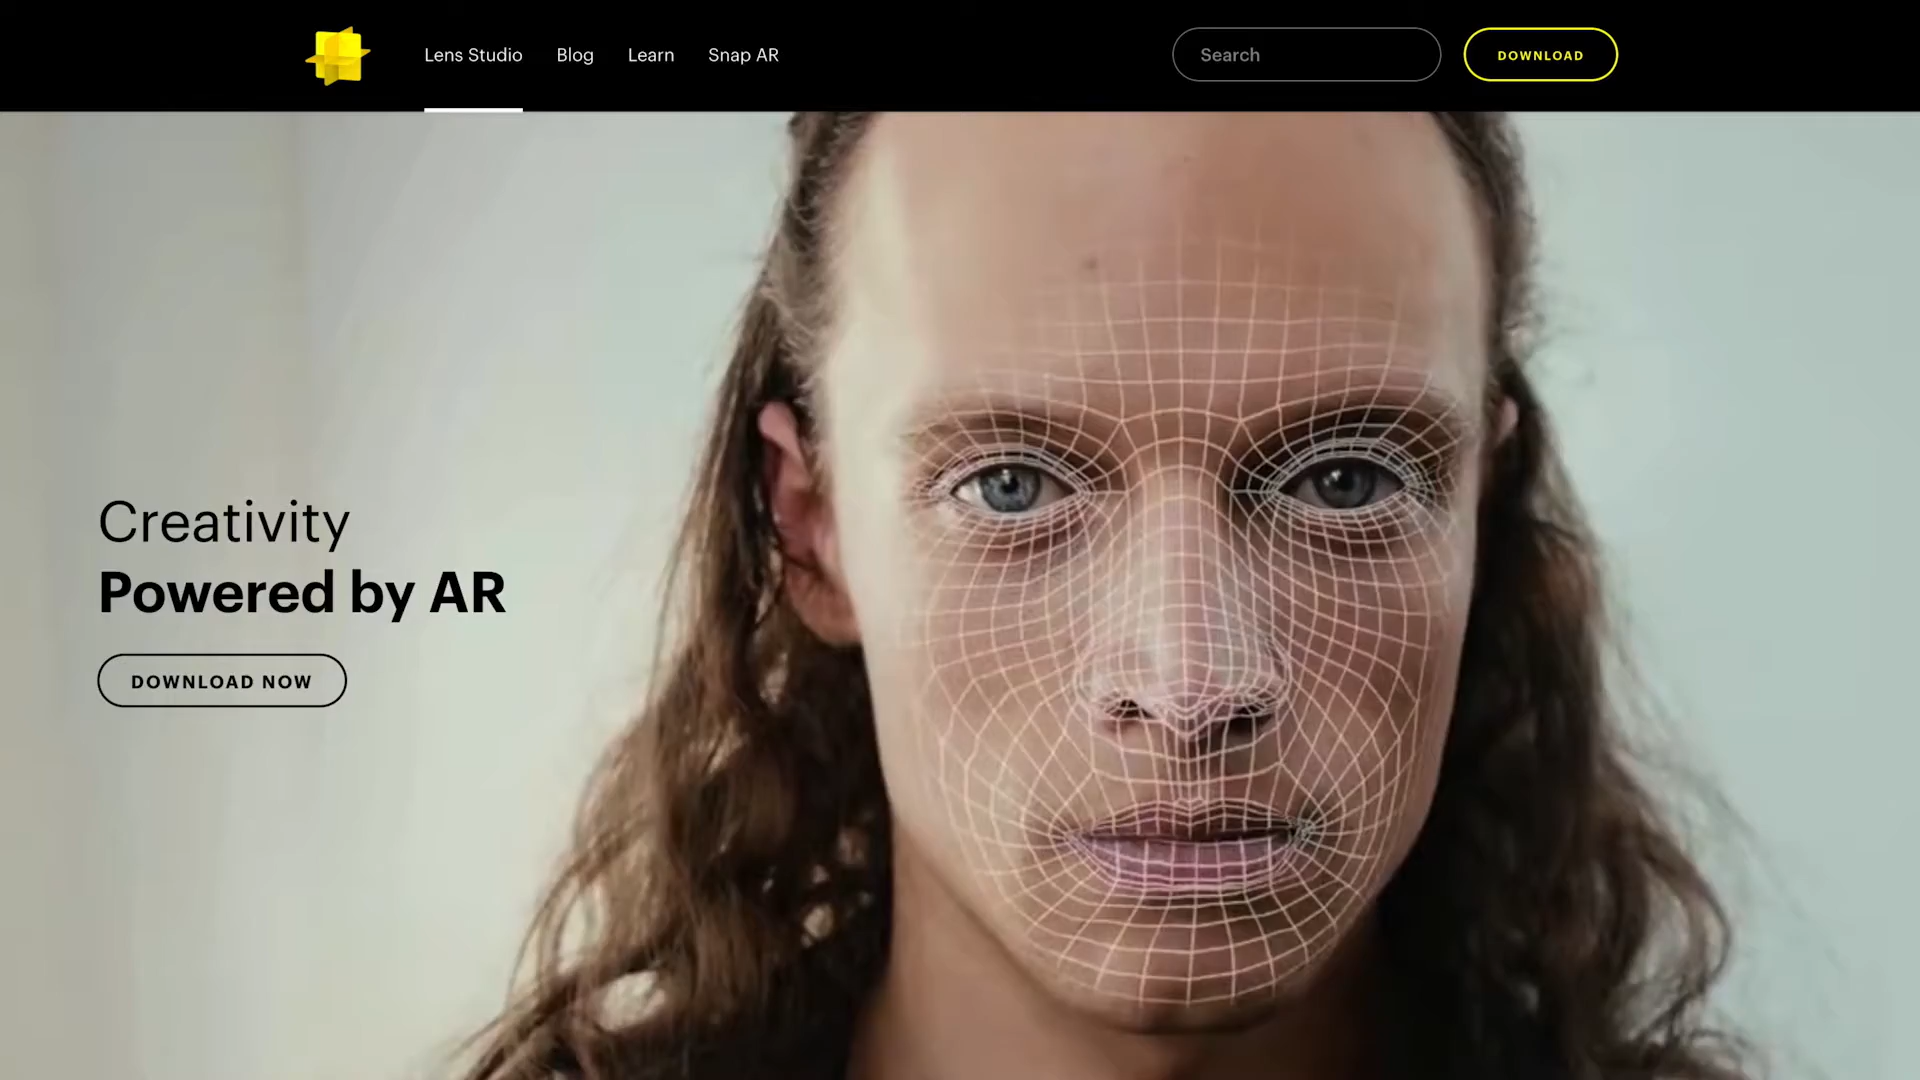 Lens Studio
Blog
Learn
Snap AR
Search
DOWNLOAD
Creativity
Powered by AR
DOWNLOAD NOW